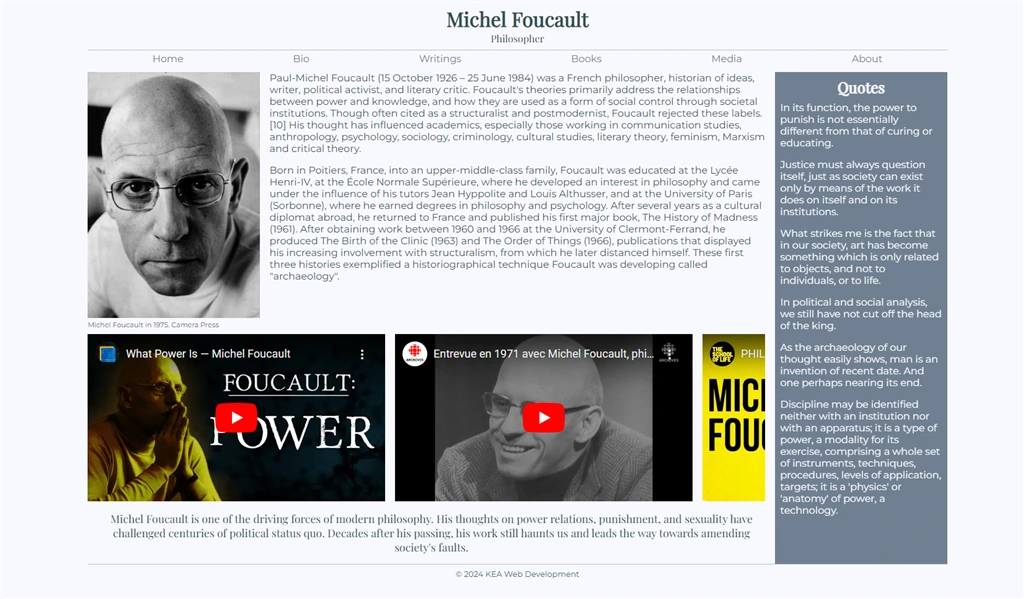 Michel Foucault
Philosopher
Home Bio Writings Books Media About
Paul-Michel Foucault (15 October 1926 – 25 June 1984) was a French philosopher, historian of ideas,
writer, political activist, and literary critic. Foucault's theories primarily address the relationships
between power and knowledge, and how they are used as a form of social control through societal
institutions. Though often cited as a structuralist and postmodernist, Foucault rejected these labels.
[10] His thought has influenced academics, especially those working in communication studies,
anthropology, psychology, sociology, criminology, cultural studies, literary theory, feminism, Marxism
and critical theory.
Born in Poitiers, France, into an upper-middle-class family, Foucault was educated at the Lycée
Henri-IV, at the École Normale Supérieure, where he developed an interest in philosophy and came
under the influence of his tutors Jean Hyppolite and Louis Althusser, and at the University of Paris
(Sorbonne), where he earned degrees in philosophy and psychology. After several years as a cultural
diplomat abroad, he returned to France and published his first major book, The History of Madness
(1961). After obtaining work between 1960 and 1966 at the University of Clermont-Ferrand, he
produced The Birth of the Clinic (1963) and The Order of Things (1966), publications that displayed
his increasing involvement with structuralism, from which he later distanced himself. These first
three histories exemplified a historiographical technique Foucault was developing called
"archaeology".
Michel Foucault in 1975. Camera Press
What Power Is — Michel Foucault
FOUCAULT:
POWER
ARCHIVES
Entrevue en 1971 avec Michel Foucault, phi...
ARCHIVES
THE SCHOOL OF LIFE
PHIL
MIC
FOU
Michel Foucault is one of the driving forces of modern philosophy. His thoughts on power relations, punishment, and sexuality have
challenged centuries of political status quo. Decades after his passing, his work still haunts us and leads the way towards amending
society's faults.
Quotes
In its function, the power to
punish is not essentially
different from that of curing or
educating.
Justice must always question
itself, just as society can exist
only by means of the work it
does on itself and on its
institutions.
What strikes me is the fact that
in our society, art has become
something which is only related
to objects, and not to
individuals, or to life.
In political and social analysis,
we still have not cut off the head
of the king.
As the archaeology of our
thought easily shows, man is an
invention of recent date. And
one perhaps nearing its end.
Discipline may be identified
neither with an institution nor
with an apparatus; it is a type of
power, a modality for its
exercise, comprising a whole set
of instruments, techniques,
procedures, levels of application,
targets; it is a 'physics' or
'anatomy' of power, a
technology.
© 2024 KEA Web Development